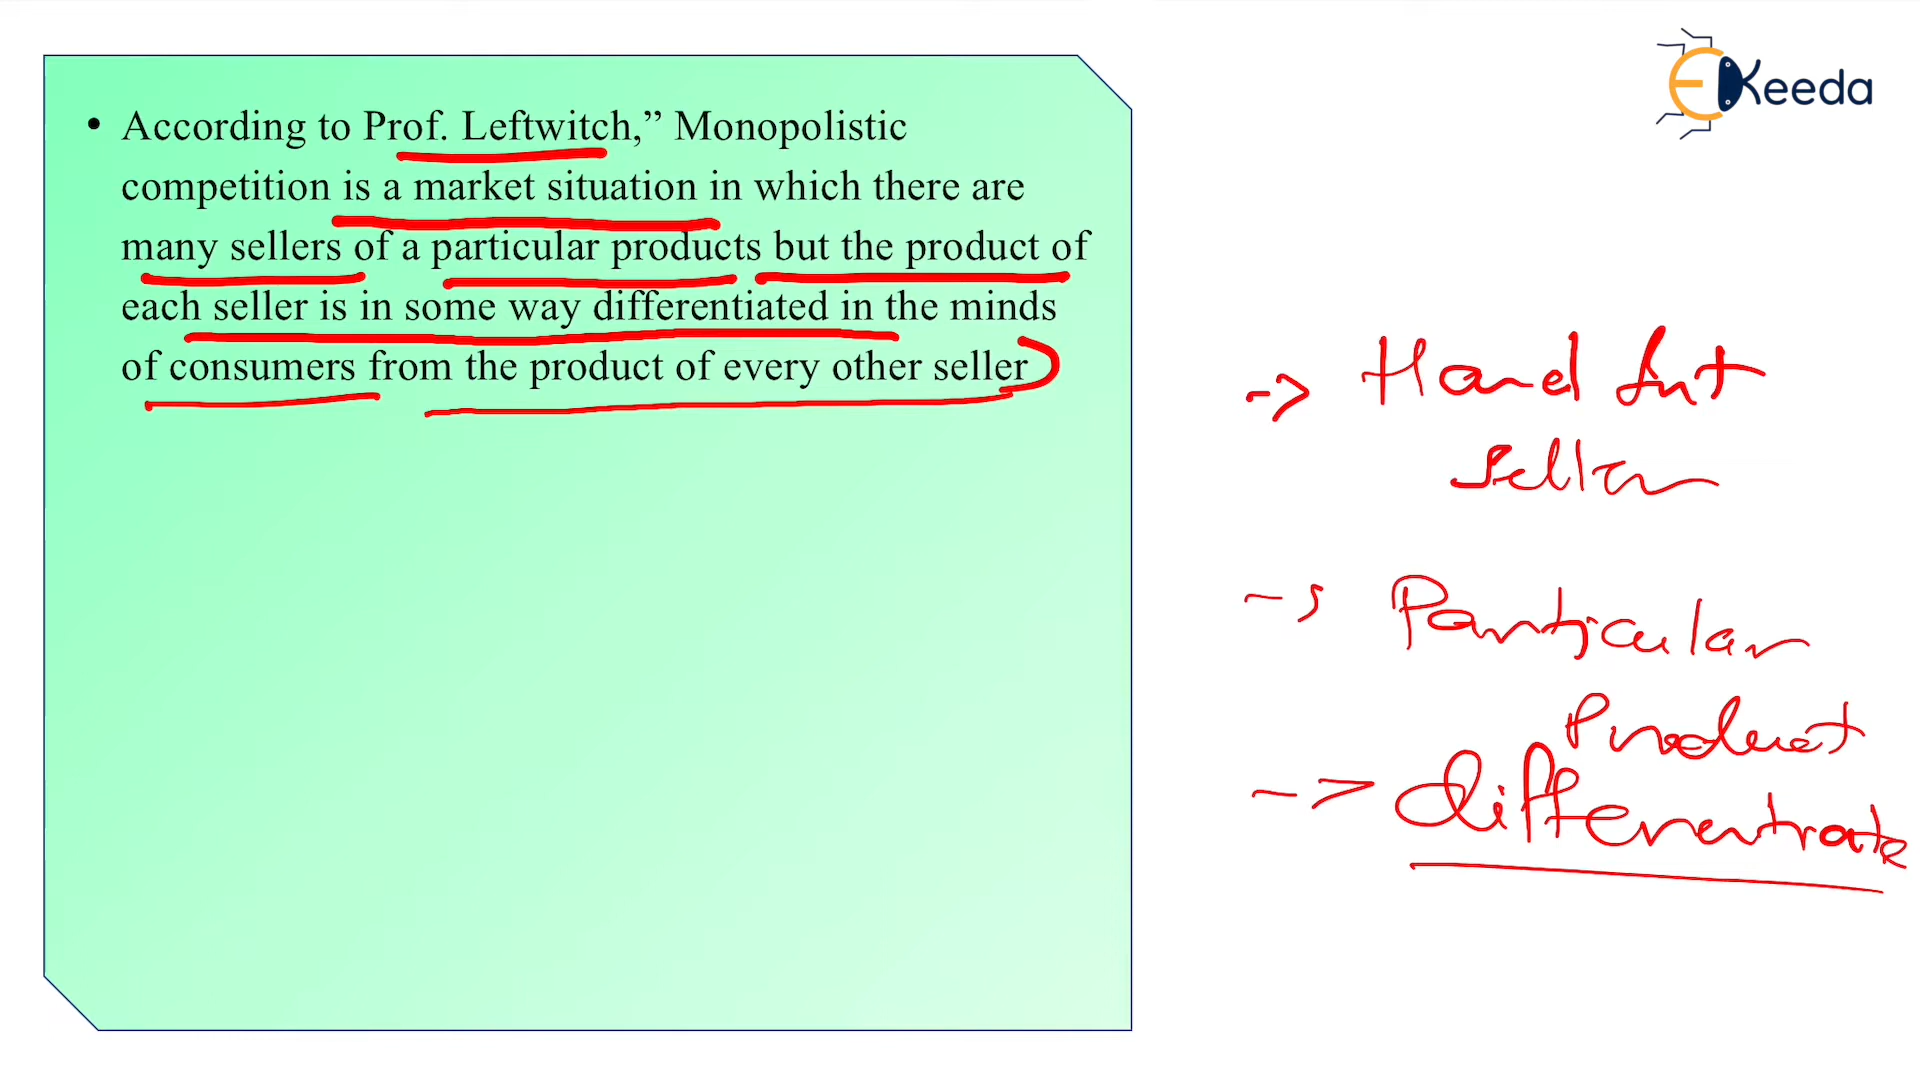 EKeeda
• According to Prof. Leftwitch,” Monopolistic
competition is a market situation in which there are
many sellers of a particular products but the product of
each seller is in some way differentiated in the minds
of consumers from the product of every other seller
-> Hand
Seller
-> Particular
Product
-> differentiate